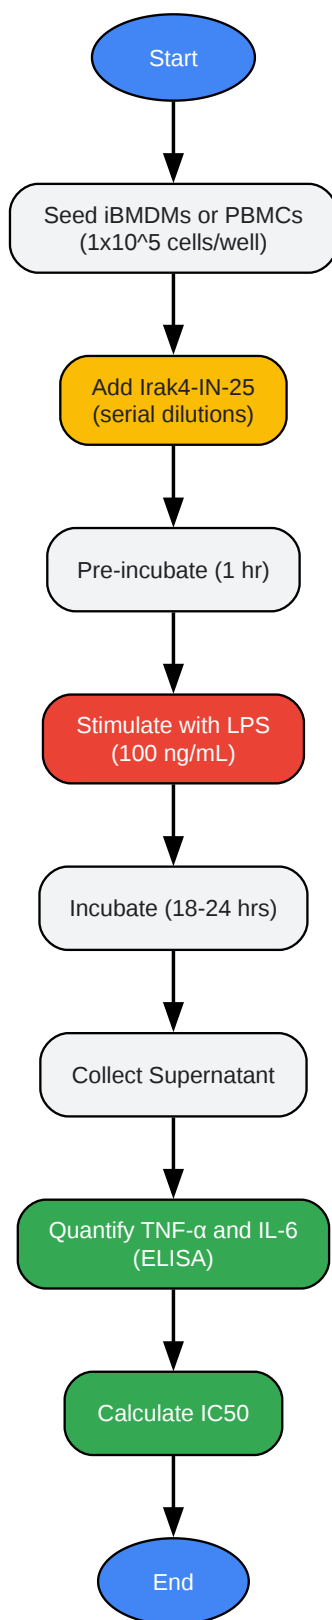 Start
Seed iBMDMs or PBMCs
(1x10^5 cells/well)
Add Irak4-IN-25
(serial dilutions)
Pre-incubate (1 hr)
Stimulate with LPS
(100 ng/mL)
Incubate (18-24 hrs)
Collect Supernatant
Quantify TNF-α and IL-6
(ELISA)
Calculate IC50
End